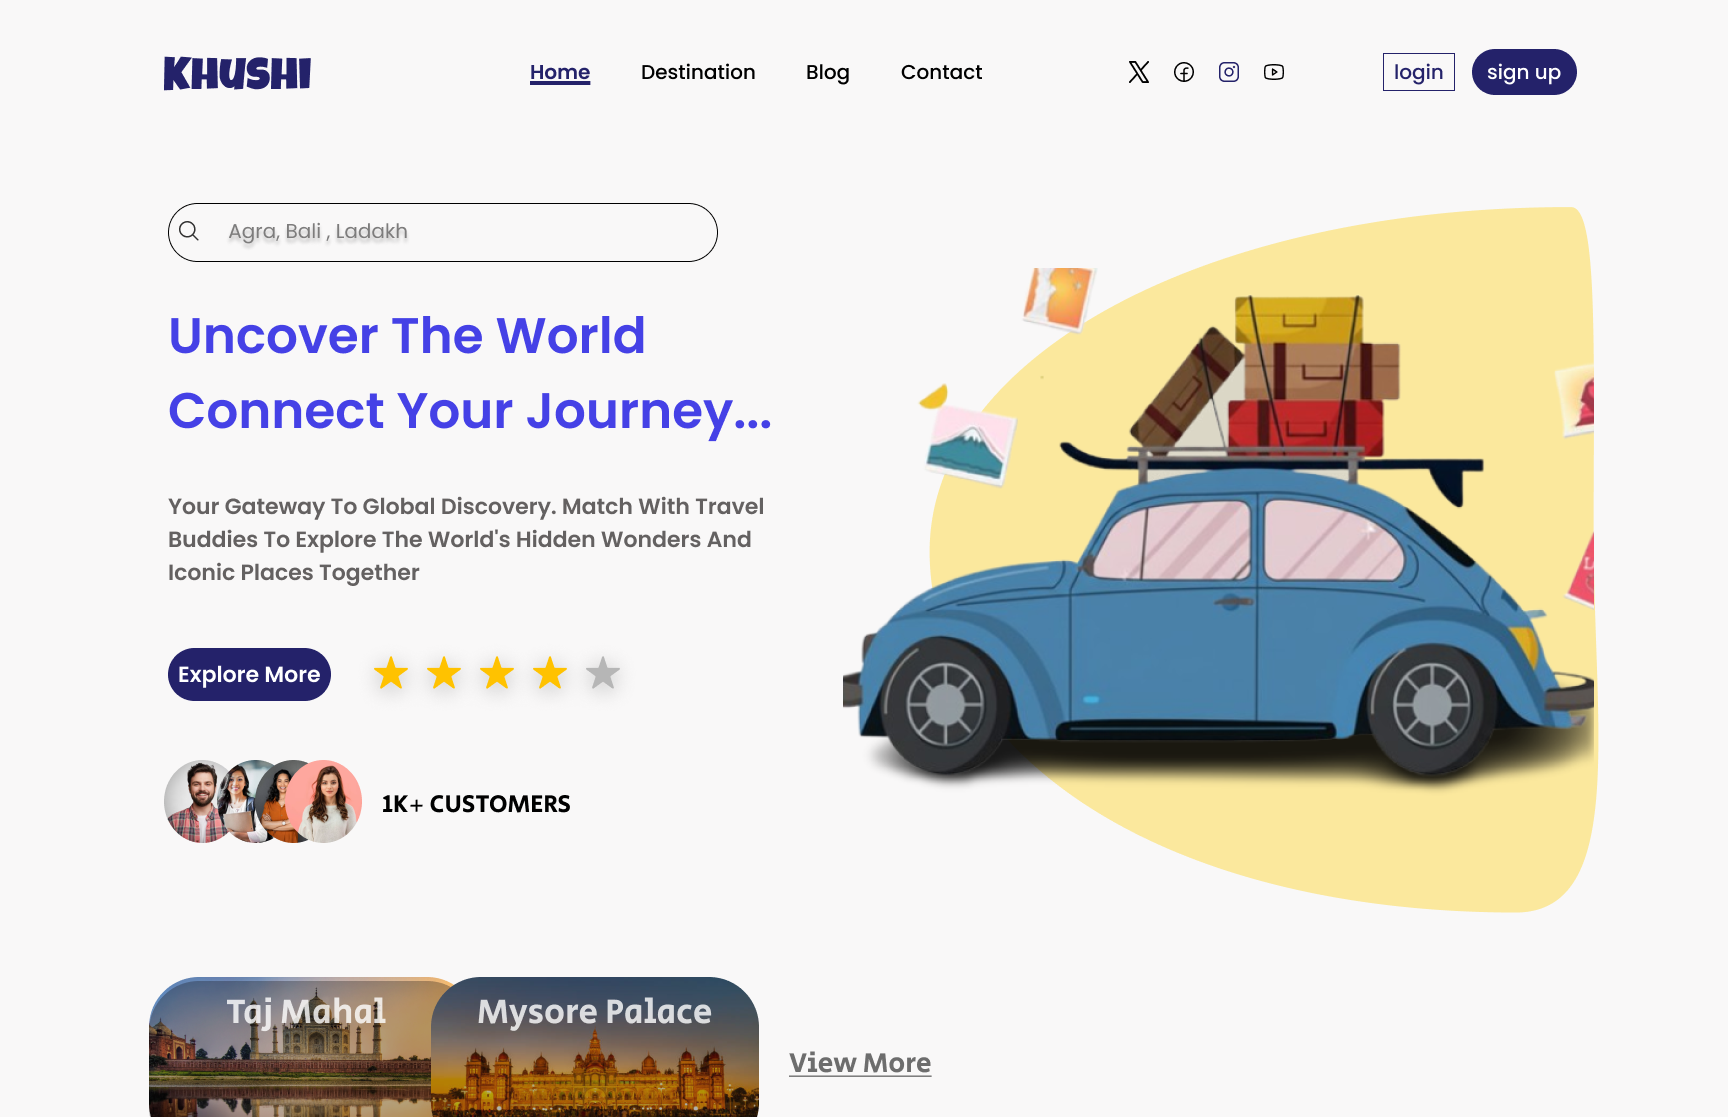 KHUSHI
Home
Destination
Blog
Contact
login
sign up
Agra, Bali , Ladakh
Uncover The World
Connect Your Journey...
Your Gateway To Global Discovery. Match With Travel
Buddies To Explore The World's Hidden Wonders And
Iconic Places Together
Explore More
1K+ CUSTOMERS
Taj Mahal
Mysore Palace
View More